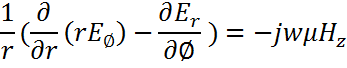 1/r (∂/∂r (rE_∅) − ∂E_r/∂∅ ) = −jwμH_z